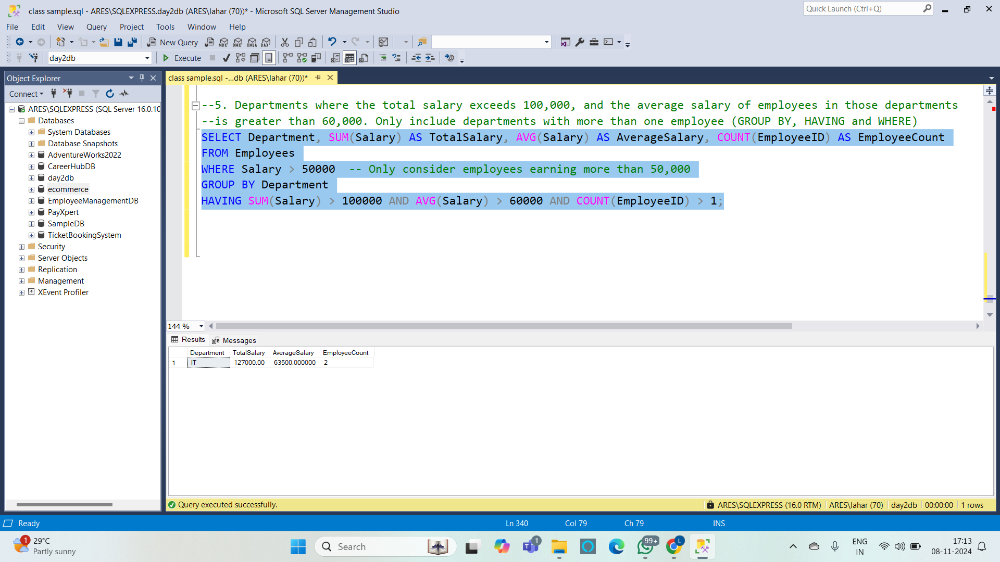 class sample.sql - ARES\SQLEXPRESS.day2db (ARES\lahar (70))* - Microsoft SQL Server Management Studio
Quick Launch (Ctrl+Q)
File Edit View Query Project Tools Window Help
New Query MDX DMX XMLA DAX
day2db Execute
Object Explorer
class sample.sql -...db (ARES\lahar (70))*
Connect
ARES\SQLEXPRESS (SQL Server 16.0.10
Databases
System Databases
Database Snapshots
AdventureWorks2022
CareerHubDB
day2db
ecommerce
EmployeeManagementDB
PayXpert
SampleDB
TicketBookingSystem
Security
Server Objects
Replication
Management
XEvent Profiler
--5. Departments where the total salary exceeds 100,000, and the average salary of employees in those departments
--is greater than 60,000. Only include departments with more than one employee (GROUP BY, HAVING and WHERE)
SELECT Department, SUM(Salary) AS TotalSalary, AVG(Salary) AS AverageSalary, COUNT(EmployeeID) AS EmployeeCount
FROM Employees
WHERE Salary > 50000  -- Only consider employees earning more than 50,000
GROUP BY Department
HAVING SUM(Salary) > 100000 AND AVG(Salary) > 60000 AND COUNT(EmployeeID) > 1;
144 %
Results Messages
Department TotalSalary AverageSalary EmployeeCount
1 IT 127000.00 63500.000000 2
Query executed successfully.
ARES\SQLEXPRESS (16.0 RTM) ARES\lahar (70) day2db 00:00:00 1 rows
Ready
Ln 340 Col 79 Ch 79 INS
1
29°C
Partly sunny
Search
1
99+
L
ENG
IN
17:13
08-11-2024